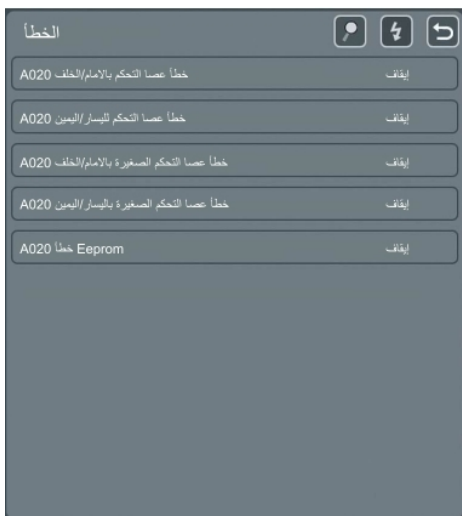 الخطأ
خطأ عصا التحكم بالامام/الخلف A020 إيقاف
خطأ عصا التحكم لليسار/اليمين A020 إيقاف
خطأ عصا التحكم الصغيرة بالامام/الخلف A020 إيقاف
خطأ عصا التحكم الصغيرة باليسار/اليمين A020 إيقاف
A020 خطأ Eeprom إيقاف